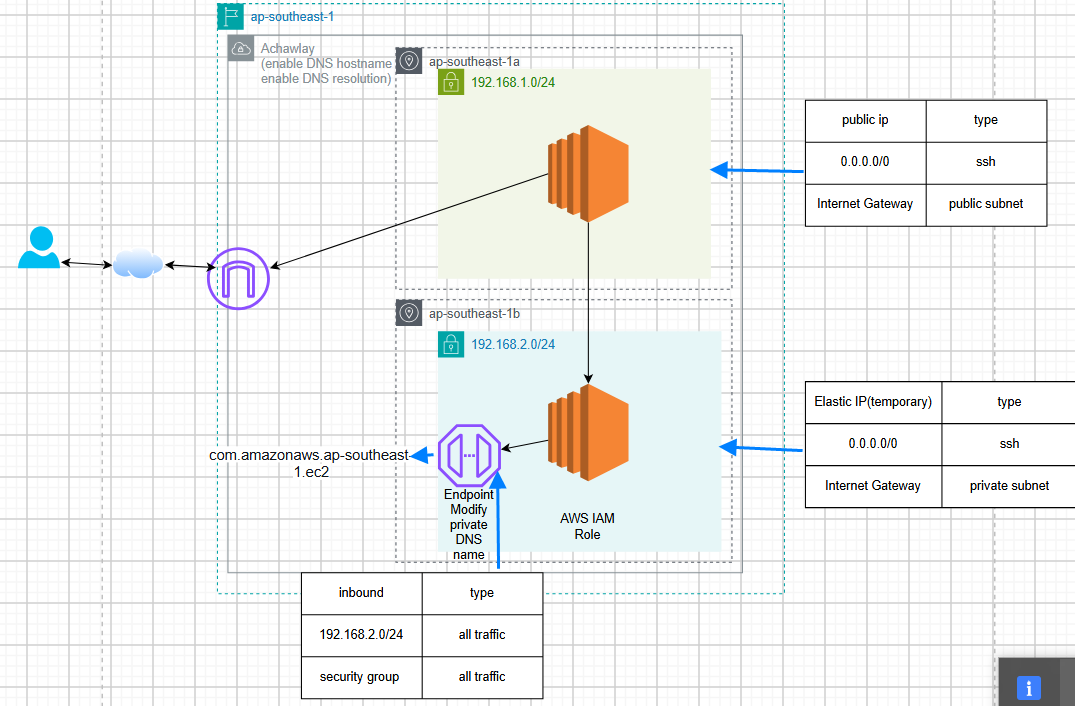 ap-southeast-1
Achawlay
(enable DNS hostname
enable DNS resolution)
ap-southeast-1a
192.168.1.0/24
public ip type
0.0.0.0/0 ssh
Internet Gateway public subnet
ap-southeast-1b
192.168.2.0/24
Elastic IP(temporary) type
0.0.0.0/0 ssh
Internet Gateway private subnet
com.amazonaws.ap-southeast-
1.ec2
Endpoint
Modify
private
DNS
name
AWS IAM
Role
inbound type
192.168.2.0/24 all traffic
security group all traffic